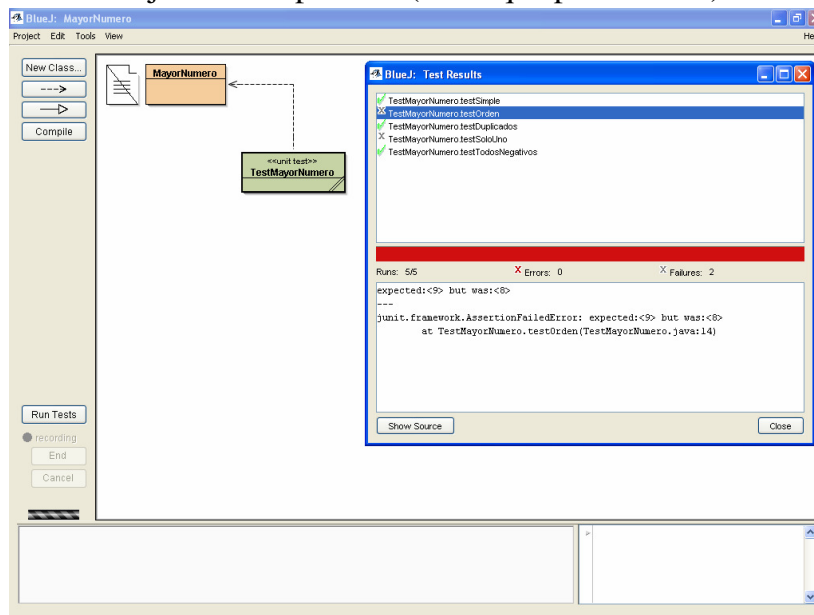 BlueJ: MayorNumero
Project Edit Tools View
He
New Class...
--->
Compile
MayorNumero
<<unit test>>
TestMayorNumero
Run Tests
recording
End
Cancel
BlueJ: Test Results
TestMayorNumero.testSimple
TestMayorNumero.testOrden
TestMayorNumero.testDuplicados
TestMayorNumero.testSoloUno
TestMayorNumero.testTodosNegativos
Runs: 5/5 X Errors: 0 X Failures: 2
expected:<9> but was:<8>
---
junit.framework.AssertionFailedError: expected:<9> but was:<8>
at TestMayorNumero.testOrden(TestMayorNumero.java:14)
Show Source Close